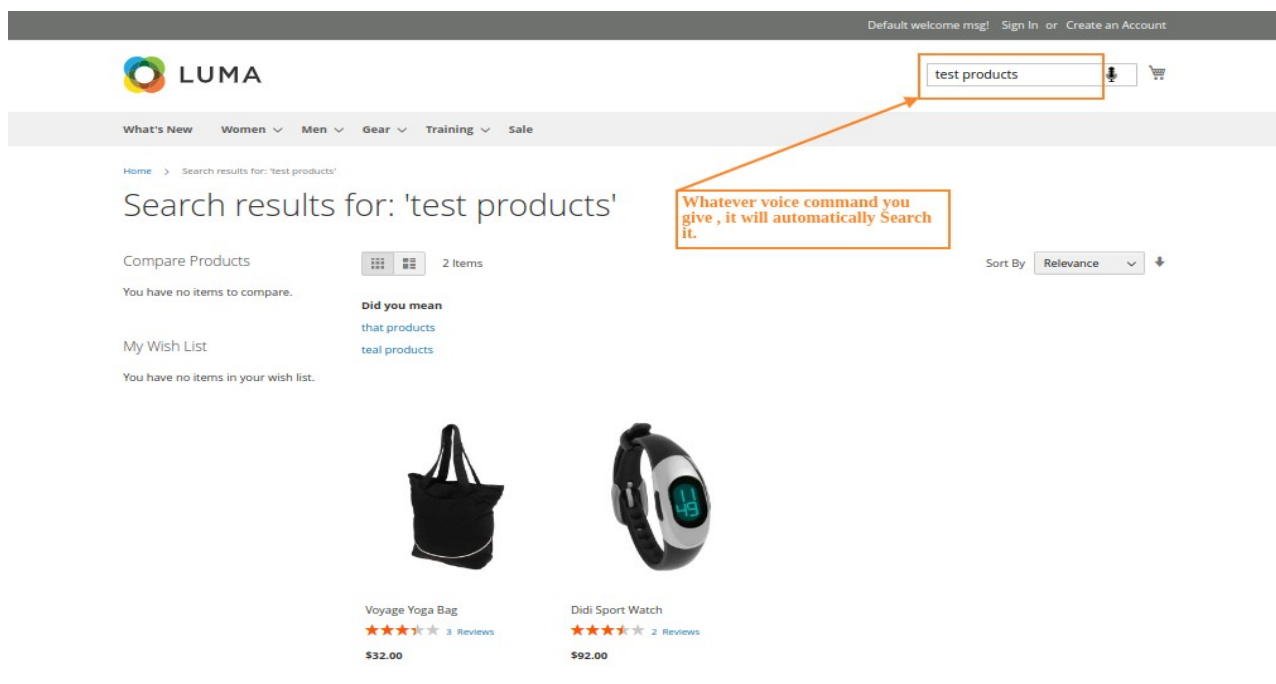 Default welcome msg! Sign In or Create an Account
LUMA
test products
What's New Women Men Gear Training Sale
Home > Search results for: 'test products'
Search results for: 'test products'
Whatever voice command you
give , it will automatically Search
it.
Compare Products
2 Items
Sort By Relevance
You have no items to compare.
Did you mean
that products
teal products
My Wish List
You have no items in your wish list.
11
49
Voyage Yoga Bag
3 Reviews
$32.00
Didi Sport Watch
2 Reviews
$92.00